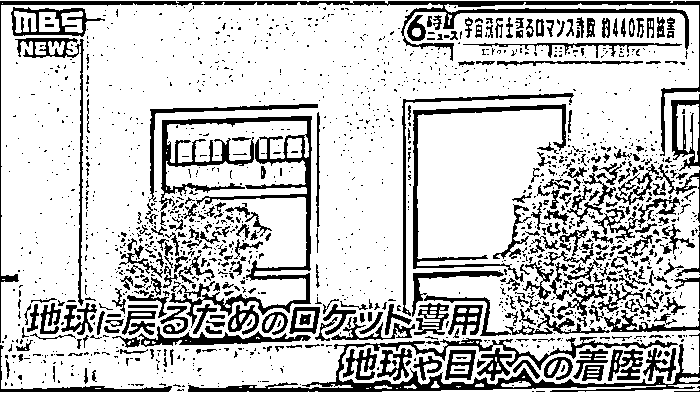 MBS
NEWS
6時
ニュース
宇宙飛行士語るロマンス詐欺 約440万円被害
地球に戻るためのロケット費用
地球や日本への着陸料